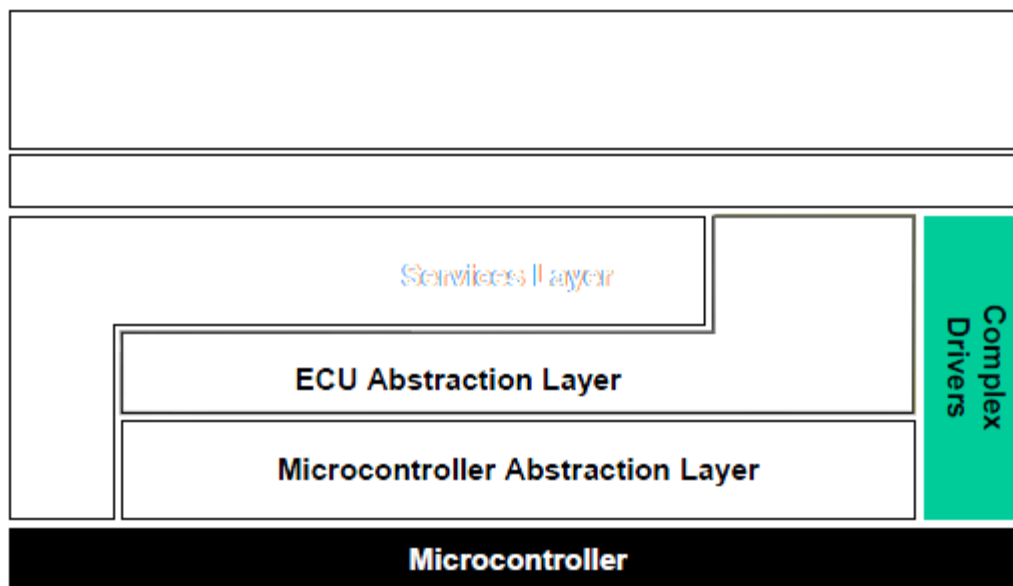 Services Layer
ECU Abstraction Layer
Complex
Drivers
Microcontroller Abstraction Layer
Microcontroller